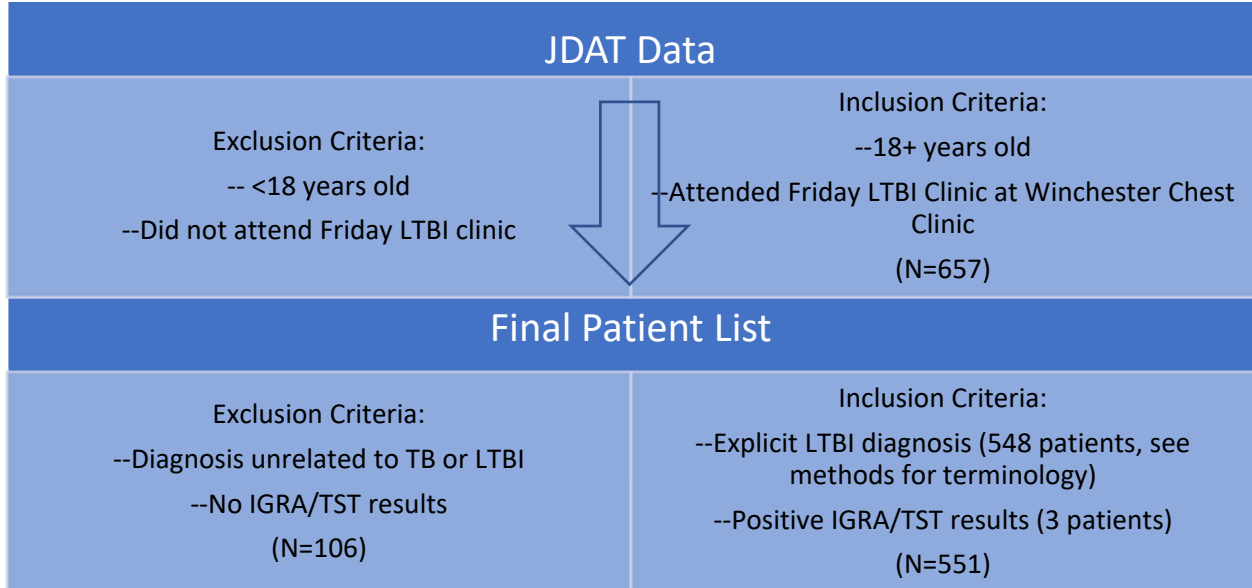 JDAT Data
Exclusion Criteria:
-- <18 years old
--Did not attend Friday LTBI clinic
Inclusion Criteria:
--18+ years old
--Attended Friday LTBI Clinic at Winchester Chest
Clinic
(N=657)
Final Patient List
Exclusion Criteria:
--Diagnosis unrelated to TB or LTBI
--No IGRA/TST results
(N=106)
Inclusion Criteria:
--Explicit LTBI diagnosis (548 patients, see
methods for terminology)
--Positive IGRA/TST results (3 patients)
(N=551)